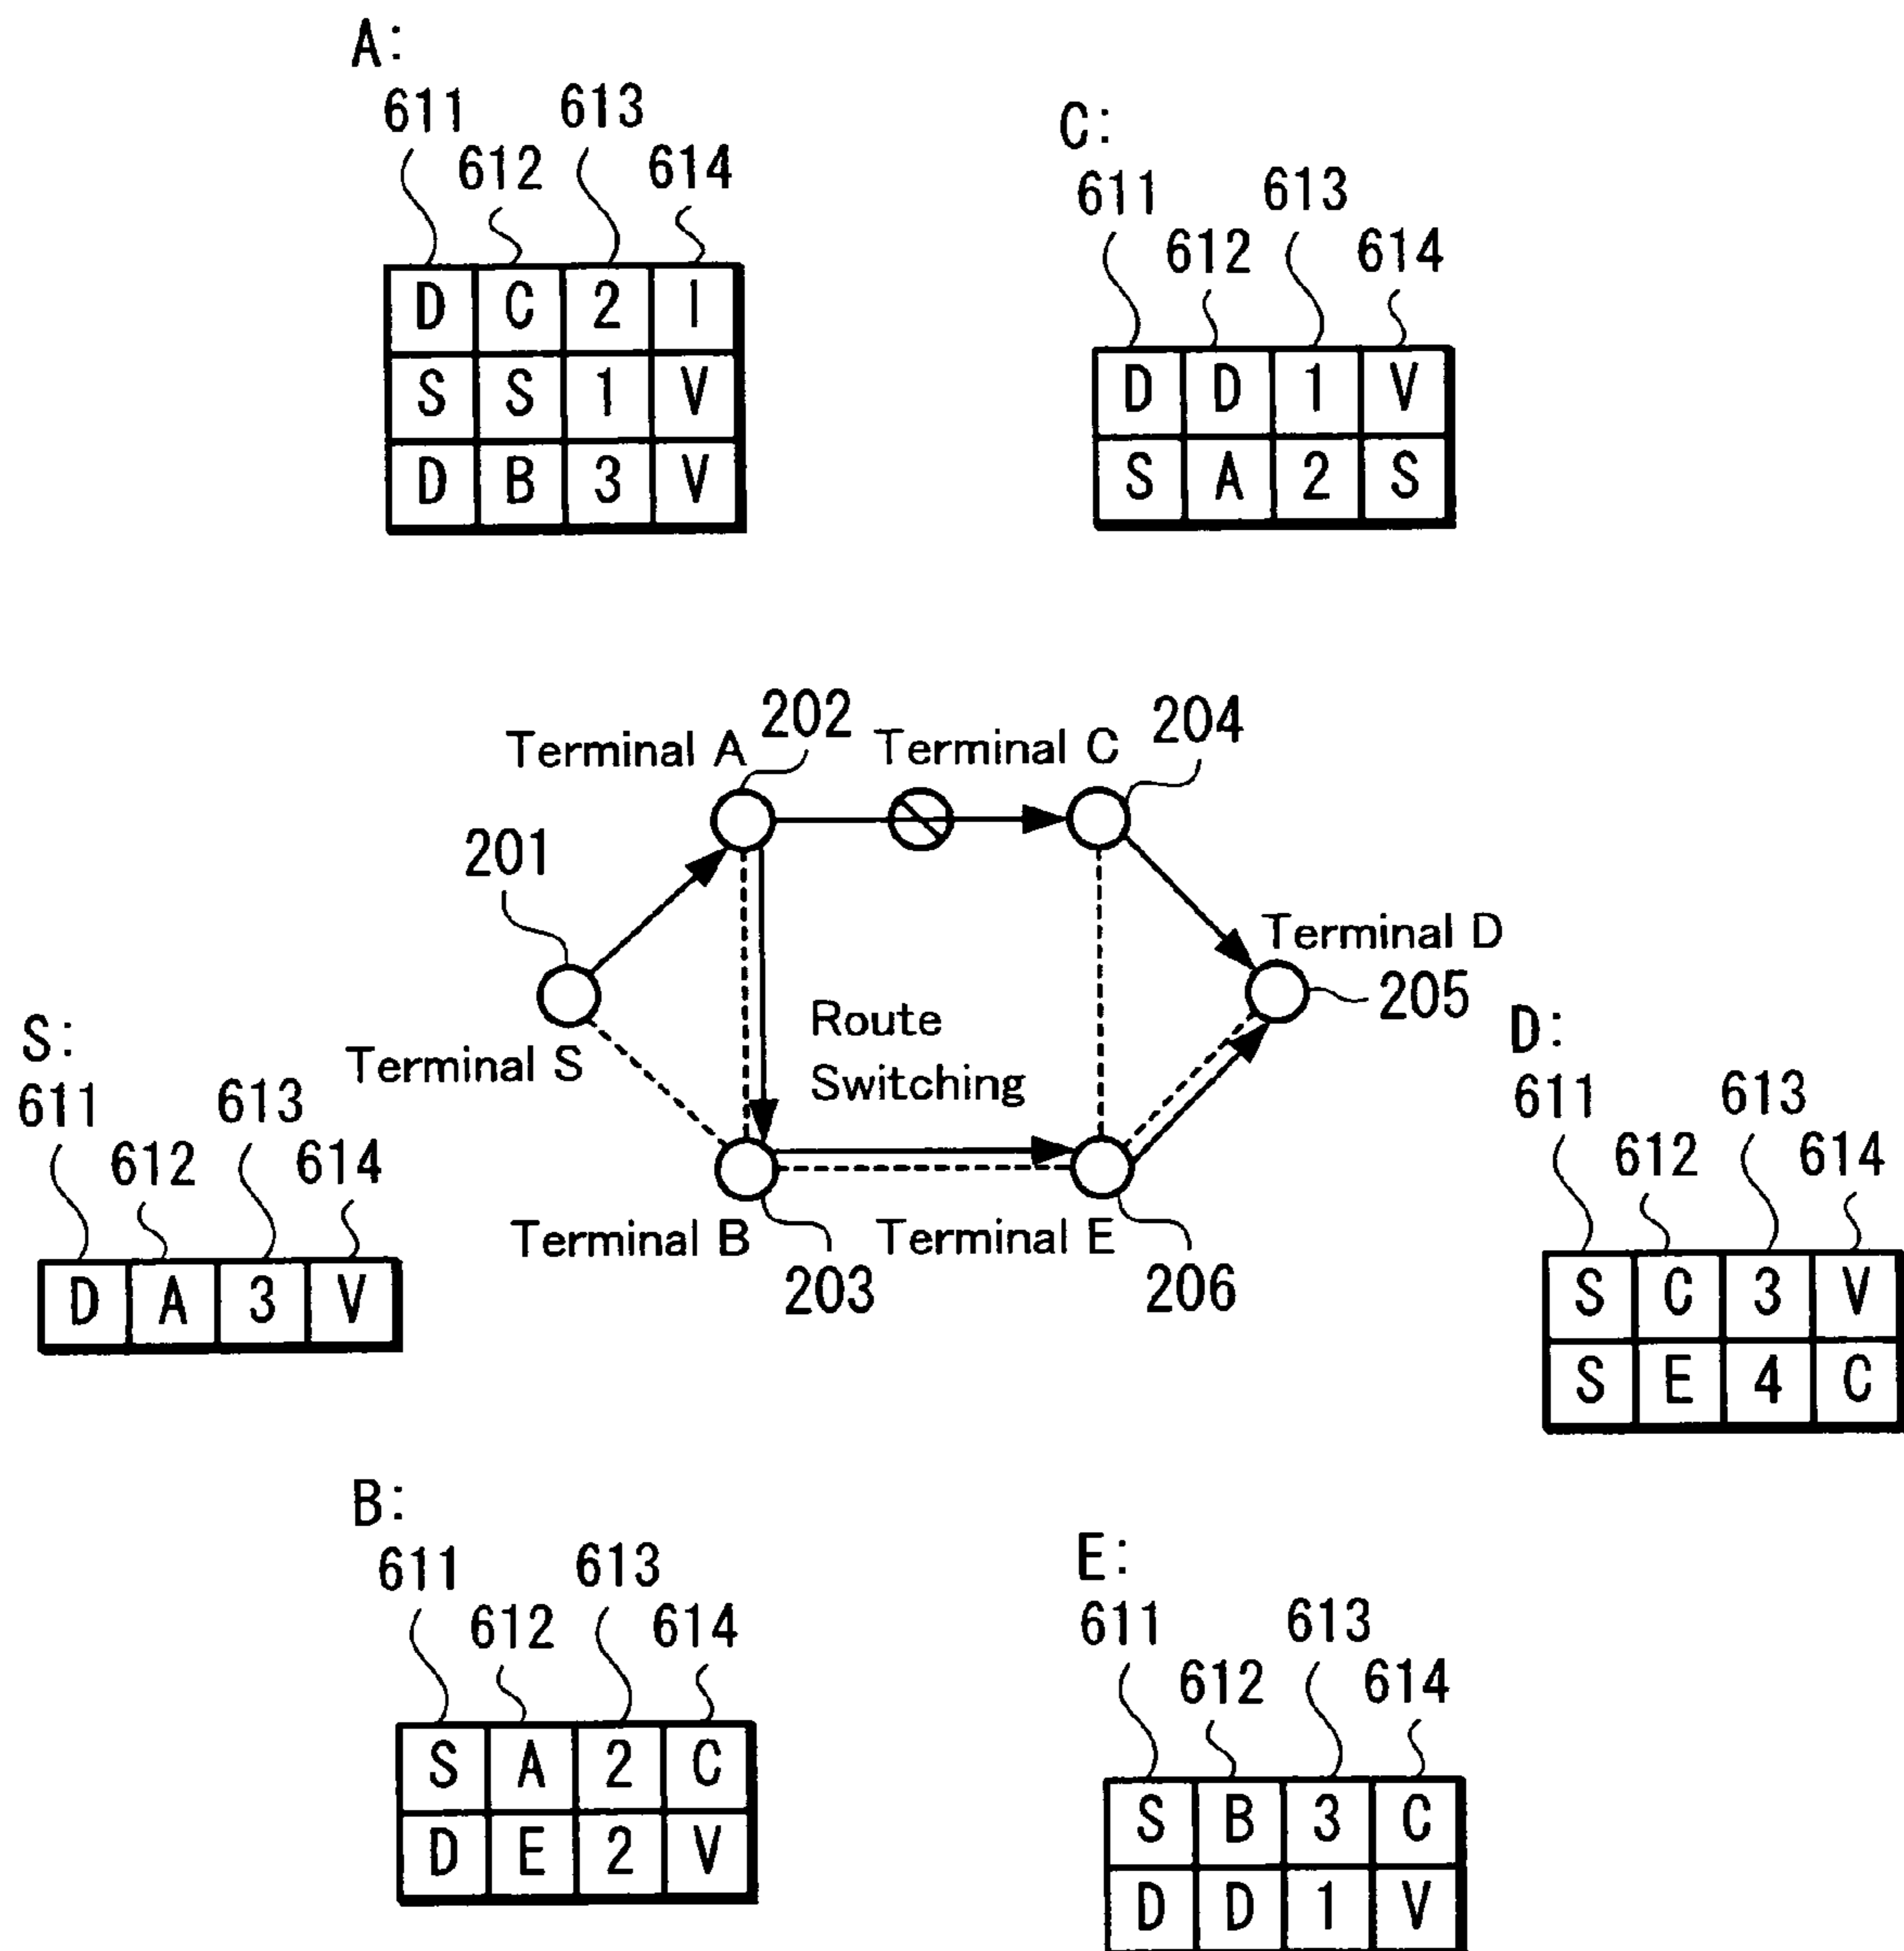 A:
611 613
612 614
D C 2 I
S S 1 V
D B 3 V
C:
611 613
612 614
D D 1 V
S A 2 S
Terminal A 202 Terminal C 204
201
Terminal D
205
Route
Switching
Terminal S
S:
611 613
612 614
D A 3 V
D:
611 613
612 614
S C 3 V
S E 4 C
Terminal B Terminal E
203 206
B:
611 613
612 614
S A 2 C
D E 2 V
E:
611 613
612 614
S B 3 C
D D 1 V